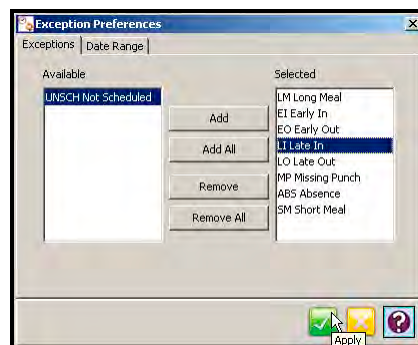 Exception Preferences
Exceptions Date Range
Available
Selected
UNSCH Not Scheduled
Add
Add All
Remove
Remove All
LM Long Meal
EI Early In
EO Early Out
LI Late In
LO Late Out
MP Missing Punch
ABS Absence
SM Short Meal
?
Apply